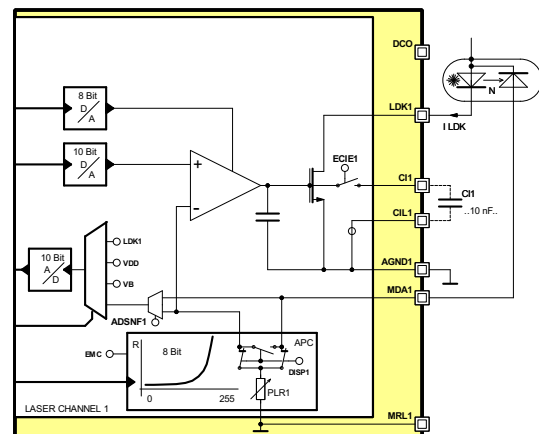 DCO
8 Bit
D
A
LDK1
N
I LDK
10 Bit
D
A
ECIE1
+
CI1
CI1
..10 nF..
–
CIL1
LDK1
10 Bit
A
D
VDD
VB
AGND1
MDA1
ADSNF1
R
8 Bit
APC
EMC
DISP1
PLR1
0
255
LASER CHANNEL 1
MRL1